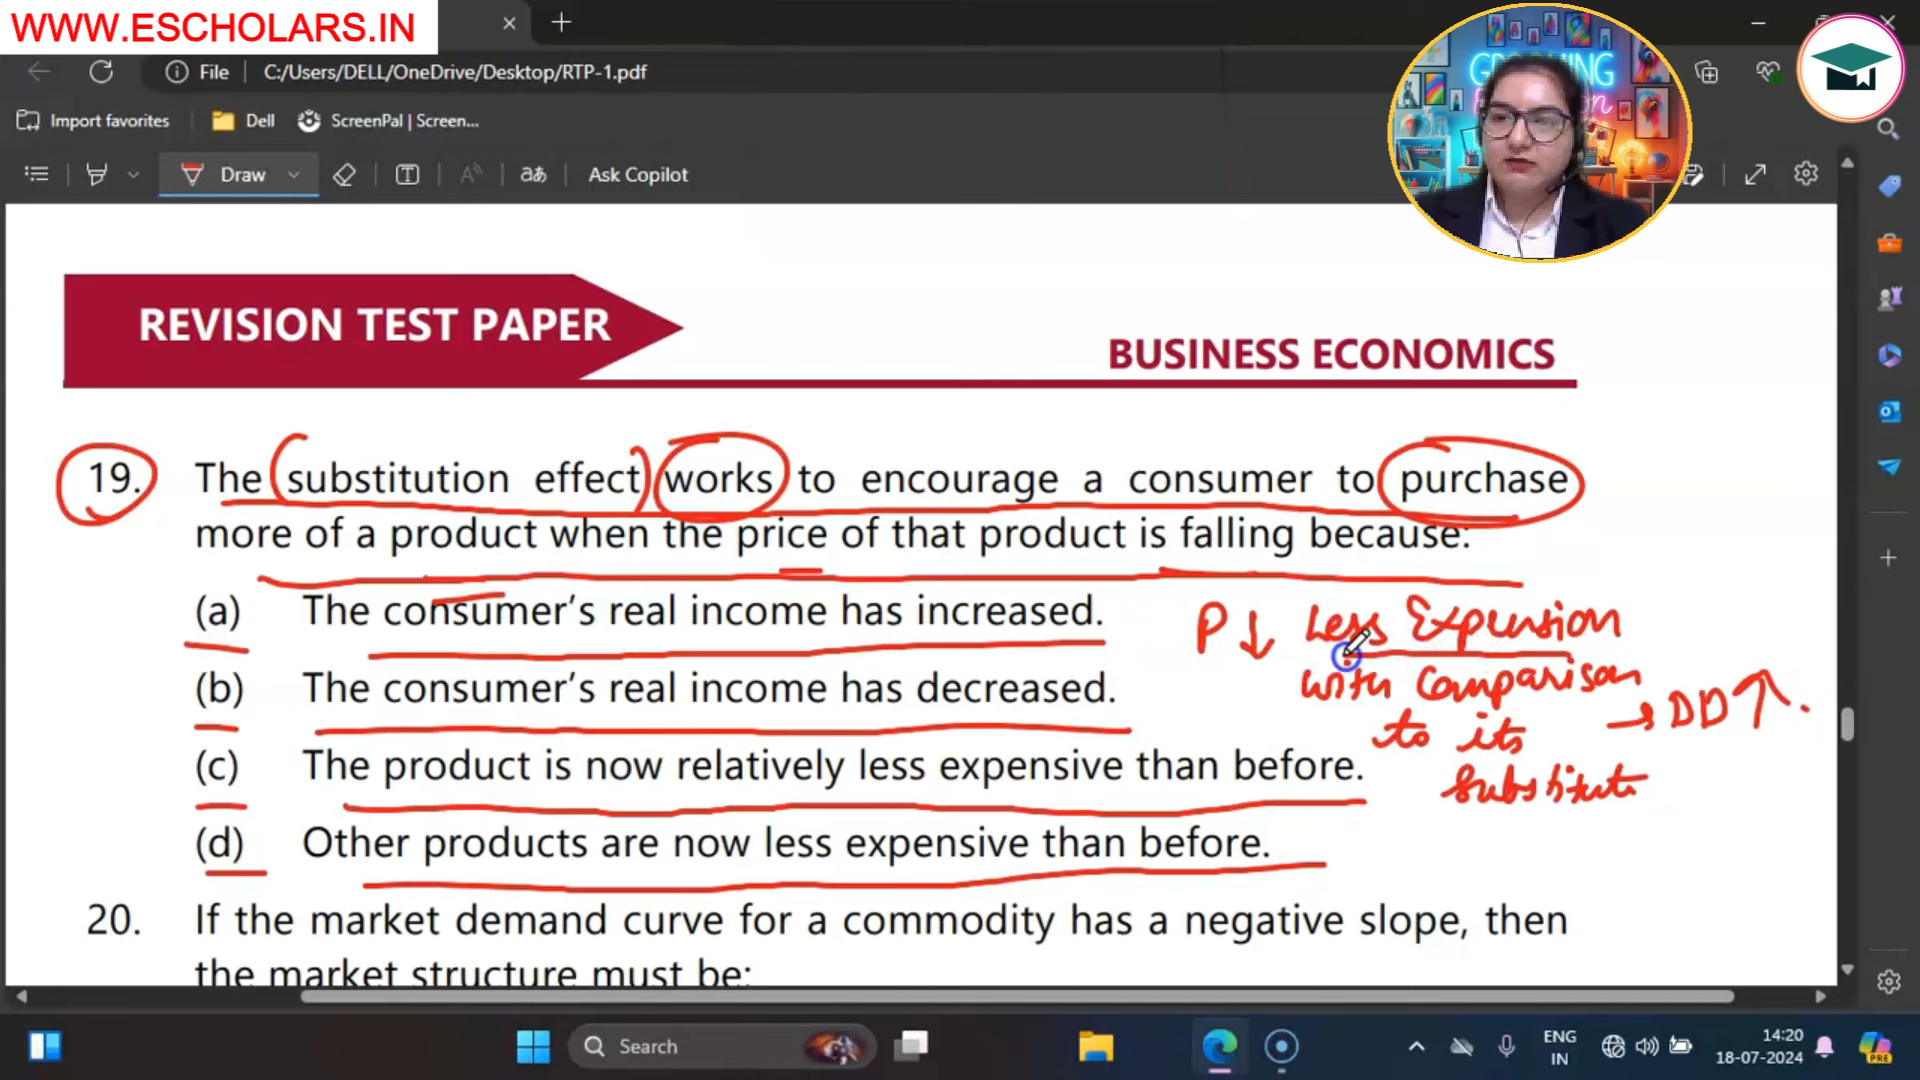 WWW.ESCHOLARS.IN
File
C:/Users/DELL/OneDrive/Desktop/RTP-1.pdf
Import favorites
Dell
ScreenPal | Screen...
Draw
Ask Copilot
REVISION TEST PAPER
BUSINESS ECONOMICS
19. The substitution effect works to encourage a consumer to purchase
more of a product when the price of that product is falling because:
(a) The consumer's real income has increased.
(b) The consumer's real income has decreased.
(c) The product is now relatively less expensive than before.
(d) Other products are now less expensive than before.
P ↓ Less
with Comparison
to its
substitute
→ DD ↑.
20. If the market demand curve for a commodity has a negative slope, then
the market structure must be:
Search
ENG
IN
14:20
18-07-2024
PRE